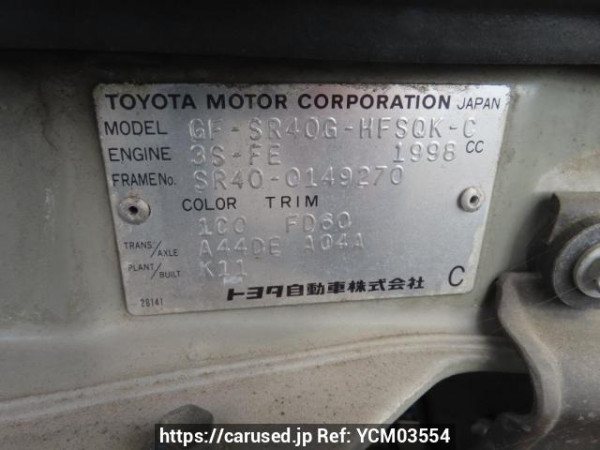 TOYOTA MOTOR CORPORATION JAPAN
MODEL GF-SR40G-HFSQK-C
ENGINE 3S-FE 1998 CC
FRAME No. SR40-0149270
COLOR TRIM
1C0 FD60
TRANS/AXLE A44DE A04A
PLANT/BUILT K11
トヨタ自動車株式会社 C
28141
https://carused.jp Ref: YCM03554